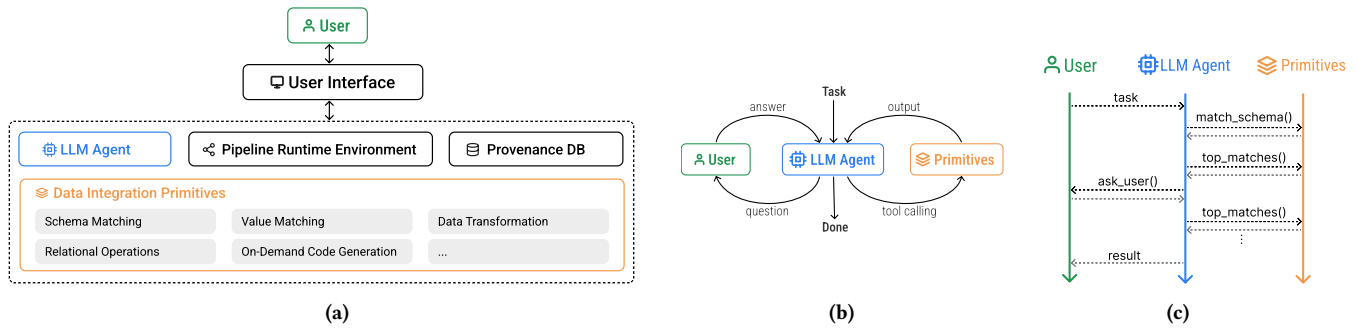 User
User Interface
LLM Agent
Pipeline Runtime Environment
Provenance DB
Data Integration Primitives
Schema Matching
Value Matching
Data Transformation
Relational Operations
On-Demand Code Generation
...
(a)
Task
answer
output
User
LLM Agent
Primitives
question
tool calling
Done
(b)
User
LLM Agent
Primitives
task
match_schema()
top_matches()
ask_user()
top_matches()
⋮
result
(c)